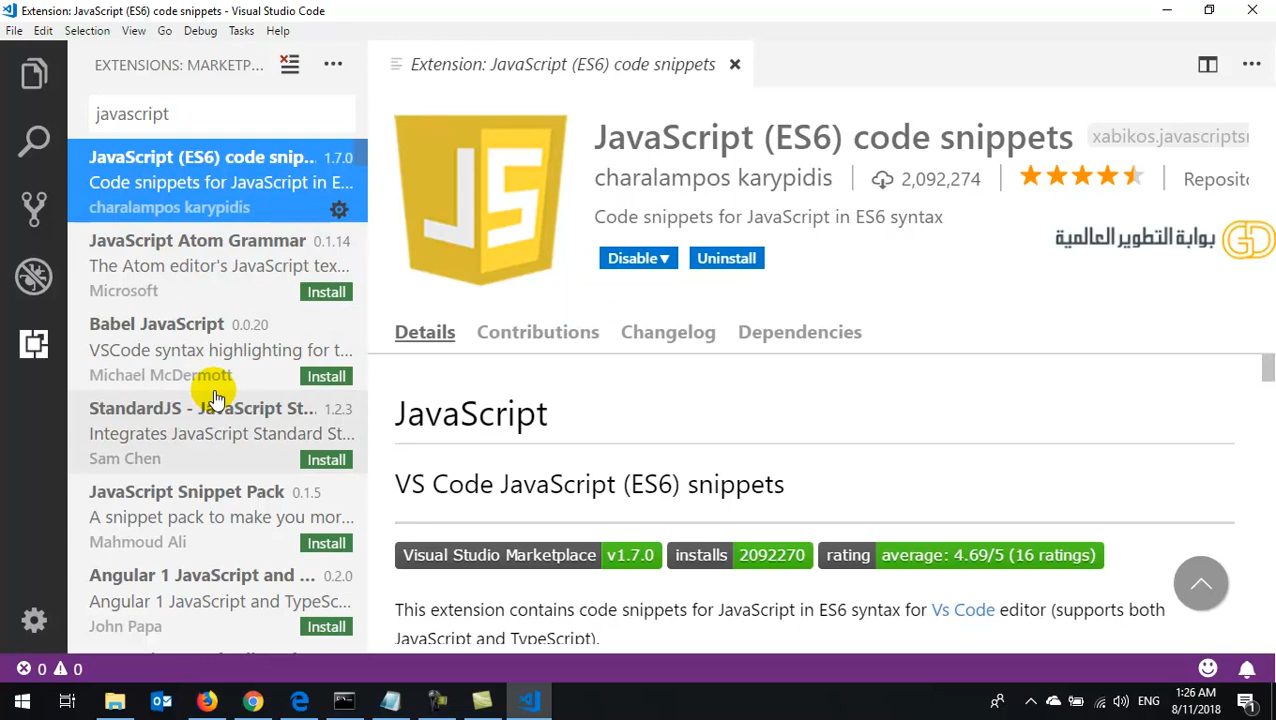 Extension: JavaScript (ES6) code snippets - Visual Studio Code
File Edit Selection View Go Debug Tasks Help
EXTENSIONS: MARKETP...
javascript
JavaScript (ES6) code snip... 1.7.0
Code snippets for JavaScript in E...
charalampos karypidis
JavaScript Atom Grammar 0.1.14
The Atom editor's JavaScript tex...
Microsoft Install
Babel JavaScript 0.0.20
VSCode syntax highlighting for t...
Michael McDermott Install
StandardJS - JavaScript St... 1.2.3
Integrates JavaScript Standard St...
Sam Chen Install
JavaScript Snippet Pack 0.1.5
A snippet pack to make you mor...
Mahmoud Ali Install
Angular 1 JavaScript and ... 0.2.0
Angular 1 JavaScript and TypeSc...
John Papa Install
Extension: JavaScript (ES6) code snippets
JS
JavaScript (ES6) code snippets xabikos.javascripts
charalampos karypidis 2,092,274
Code snippets for JavaScript in ES6 syntax
Disable Uninstall
بوابة التطوير العالمية GD
Details Contributions Changelog Dependencies
JavaScript
VS Code JavaScript (ES6) snippets
Visual Studio Marketplace v1.7.0 installs 2092270 rating average: 4.69/5 (16 ratings)
This extension contains code snippets for JavaScript in ES6 syntax for Vs Code editor (supports both
JavaScript and TypeScript).
0 0
ENG
1:26 AM
8/11/2018
1